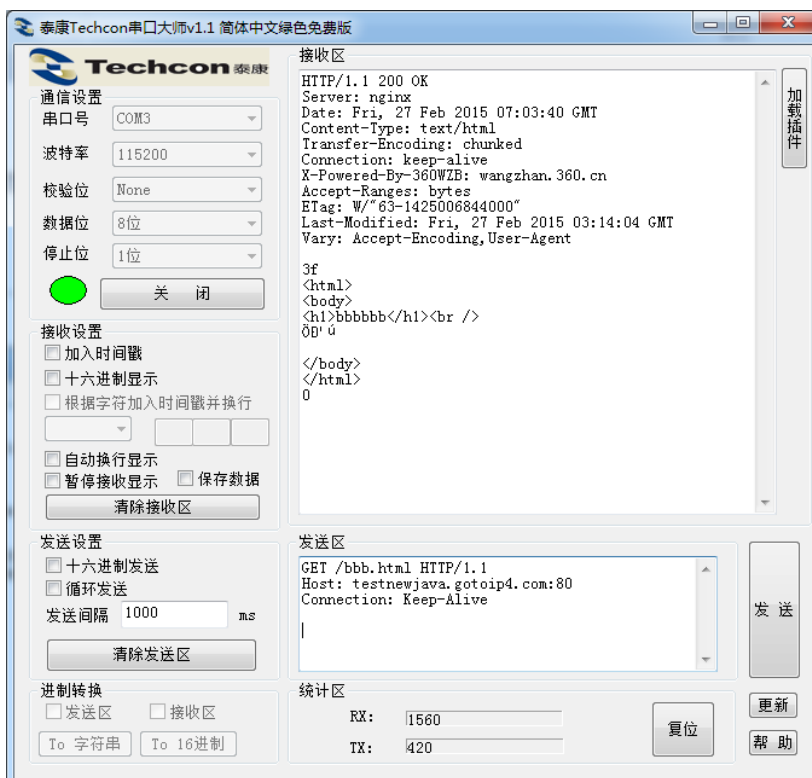 泰康Techcon串口大师v1.1 简体中文绿色免费版
Techcon 泰康
通信设置
串口号 COM3
波特率 115200
校验位 None
数据位 8位
停止位 1位
关 闭
接收设置
加入时间戳
十六进制显示
根据字符加入时间戳并换行
自动换行显示
暂停接收显示 保存数据
清除接收区
发送设置
十六进制发送
循环发送
发送间隔 1000 ms
清除发送区
进制转换
发送区 接收区
To 字符串 To 16进制
接收区
HTTP/1.1 200 OK
Server: nginx
Date: Fri, 27 Feb 2015 07:03:40 GMT
Content-Type: text/html
Transfer-Encoding: chunked
Connection: keep-alive
X-Powered-By-360WZB: wangzhan.360.cn
Accept-Ranges: bytes
ETag: W/"63-1425006844000"
Last-Modified: Fri, 27 Feb 2015 03:14:04 GMT
Vary: Accept-Encoding,User-Agent
3f
<html>
<body>
<h1>bbbbbb</h1><br />
ÖÐ'ú
</body>
</html>
0
加载插件
发送区
GET /bbb.html HTTP/1.1
Host: testnewjava.gotoip4.com:80
Connection: Keep-Alive
发 送
统计区
RX: 1560
TX: 420
复位
更新
帮 助